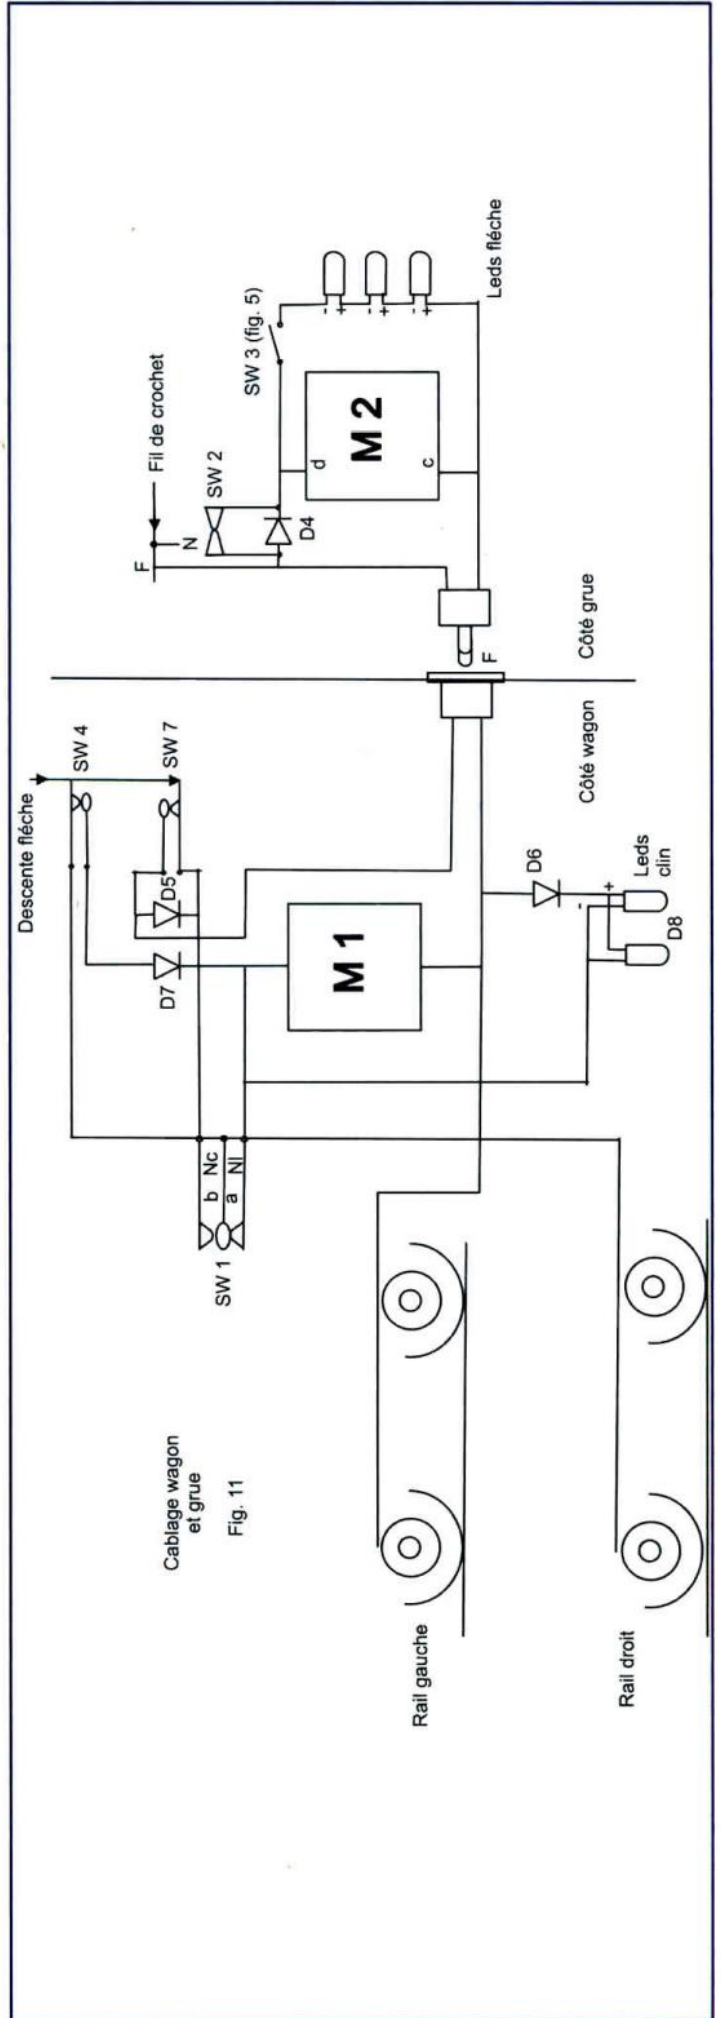 Cablage wagon
et grue
Fig. 11
Rail gauche
Rail droit
SW 1
b Nc
a Nl
Descente fléche
SW 4
SW 7
D7
D5
M 1
D6
+
-
Leds
clin
D8
Côté wagon
Côté grue
F
F
N
Fil de crochet
SW 2
D4
SW 3 (fig. 5)
d
M 2
c
- +
- +
- +
Leds fléche